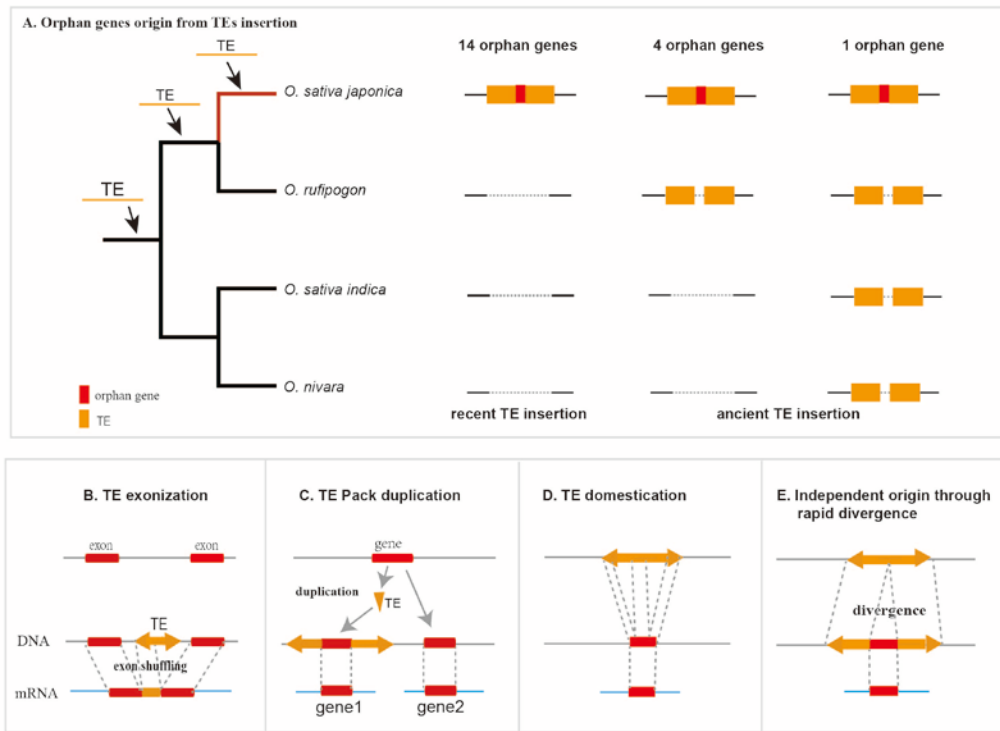 A. Orphan genes origin from TEs insertion
TE
14 orphan genes
4 orphan genes
1 orphan gene
O. sativa japonica
TE
O. rufipogon
TE
O. sativa indica
O. nivara
orphan gene
TE
recent TE insertion
ancient TE insertion
B. TE exonization
exon
exon
TE
DNA
exon shuffling
mRNA
C. TE Pack duplication
gene
duplication
TE
gene1
gene2
D. TE domestication
E. Independent origin through
rapid divergence
divergence